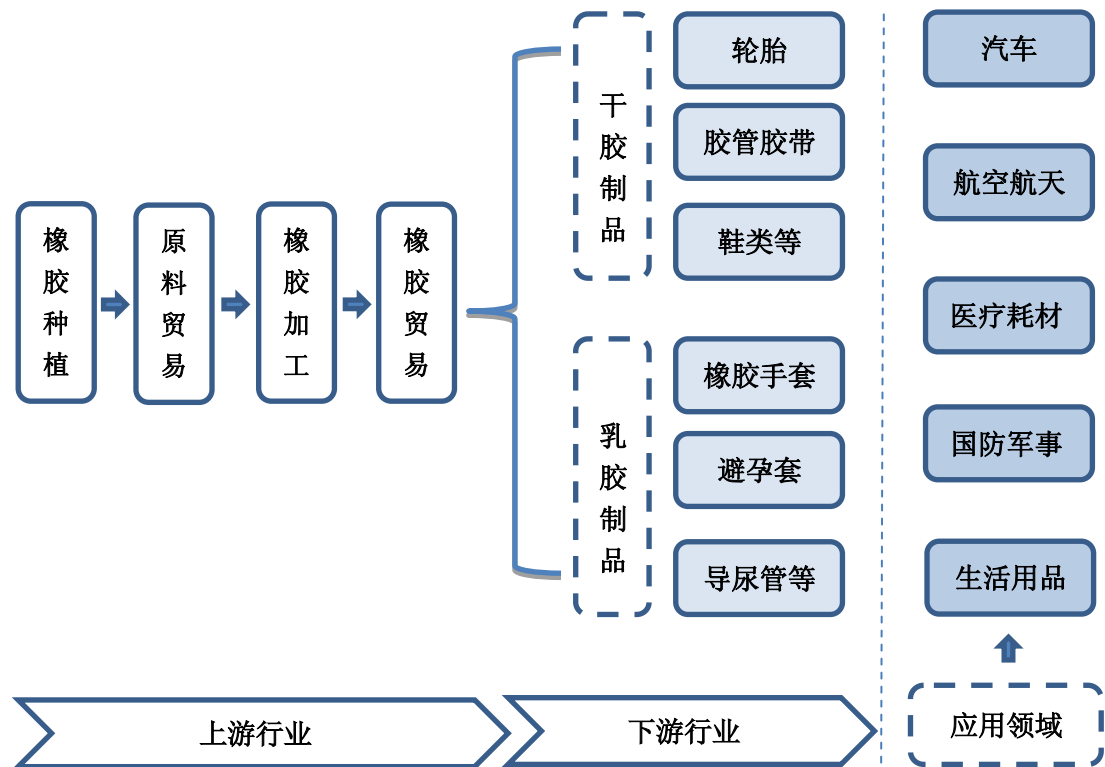 橡胶种植
原料贸易
橡胶加工
橡胶贸易
干胶制品
轮胎
胶管胶带
鞋类等
乳胶制品
橡胶手套
避孕套
导尿管等
汽车
航空航天
医疗耗材
国防军事
生活用品
上游行业
下游行业
应用领域